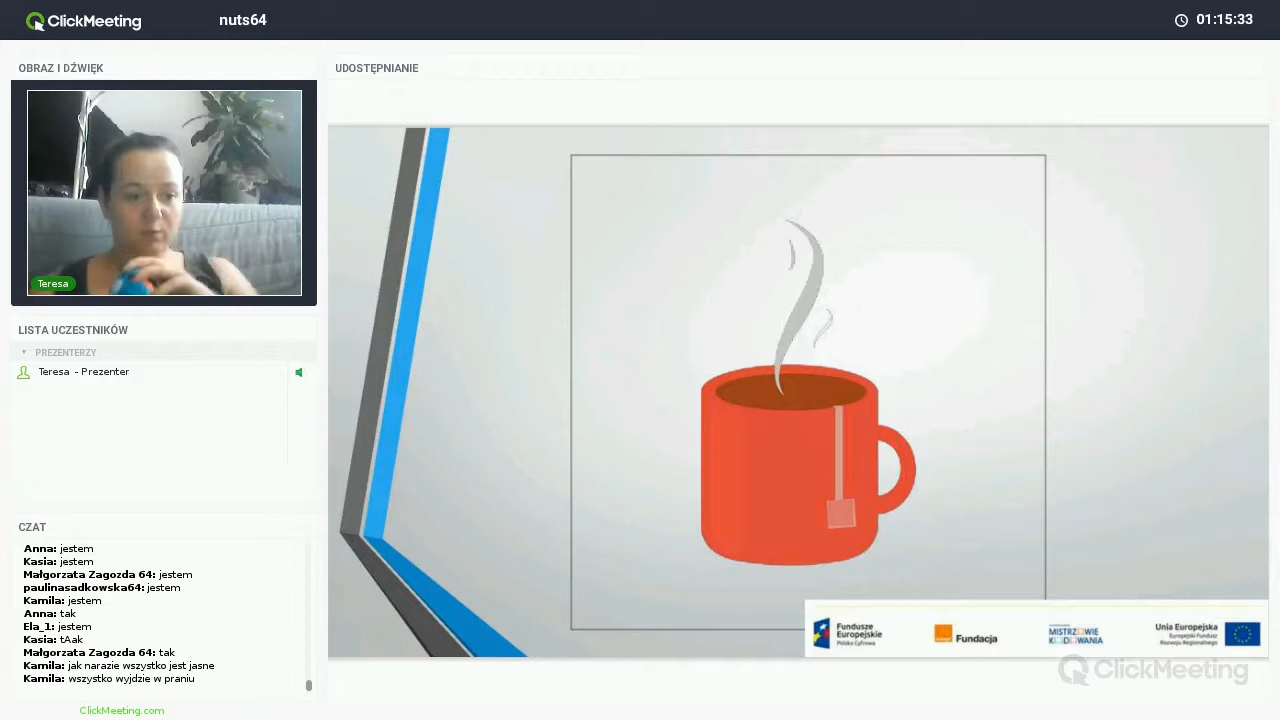 ClickMeeting
nuts64
01:15:33
OBRAZ I DŹWIĘK
UDOSTĘPNIANIE
Teresa
LISTA UCZESTNIKÓW
PREZENTERZY
Teresa - Prezenter
CZAT
Anna: jestem
Kasia: jestem
Małgorzata Zagozda 64: jestem
paulinasadkowska64: jestem
Kamila: jestem
Anna: tak
Ela_1: jestem
Kasia: tAak
Małgorzata Zagozda 64: tak
Kamila: jak narazie wszystko jest jasne
Kamila: wszystko wyjdzie w praniu
ClickMeeting.com
Fundusze
Europejskie
Polska Cyfrowa
Fundacja
MISTRZOWIE
KODOWANIA
Unia Europejska
Europejski Fundusz
Rozwoju Regionalnego
ClickMeeting